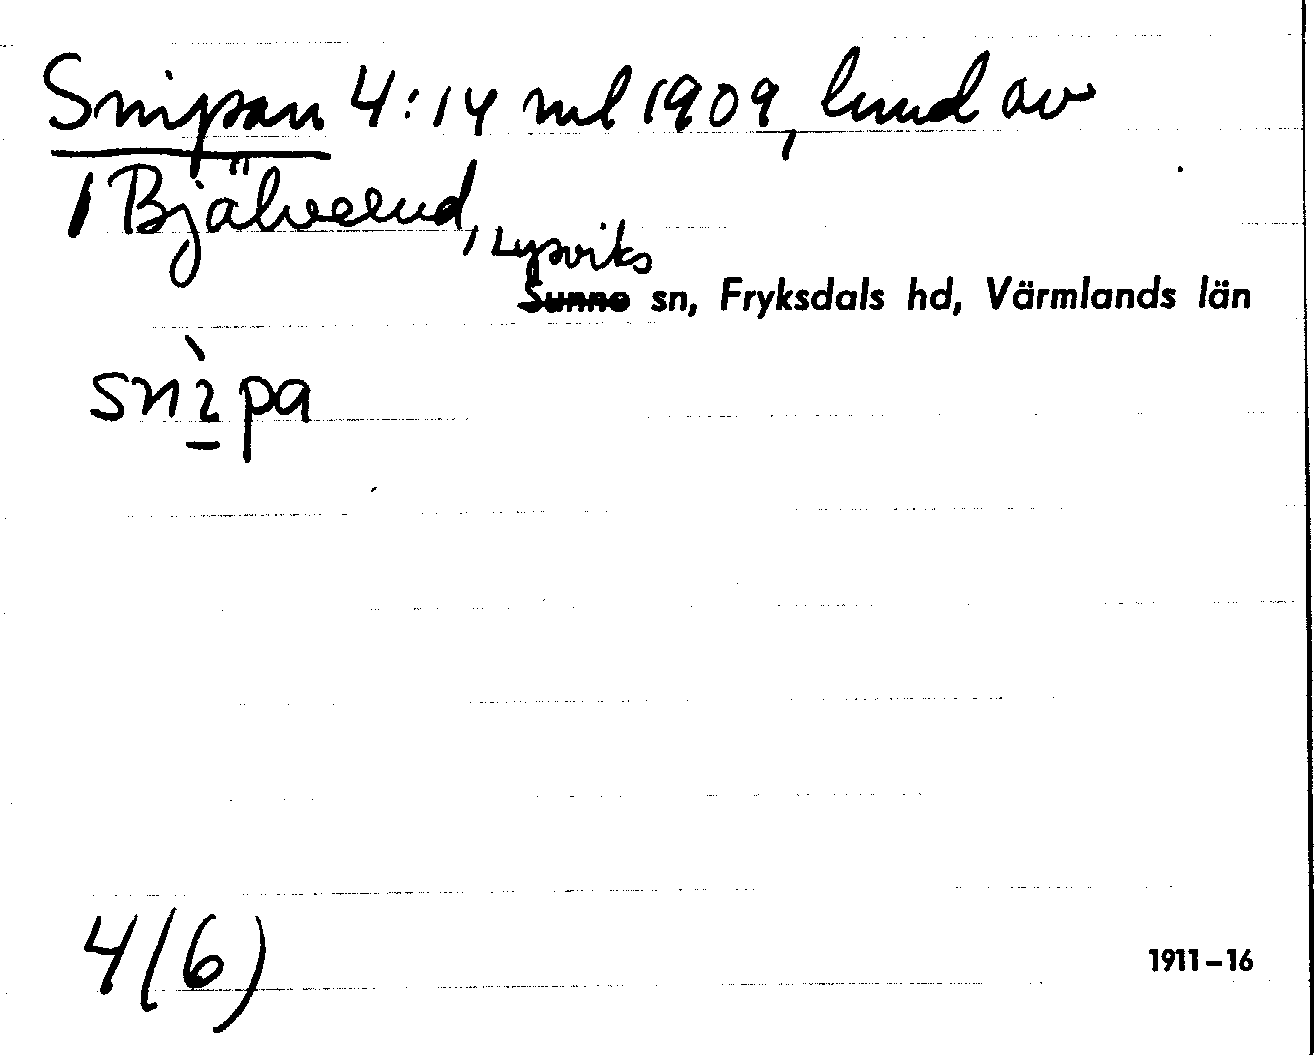 Snipan 4:14 ml 1909, lund av
1 Bjälverud,
Lysviks
Sunne sn, Fryksdals hd, Värmlands län
snìpa
4(6)
1911–16